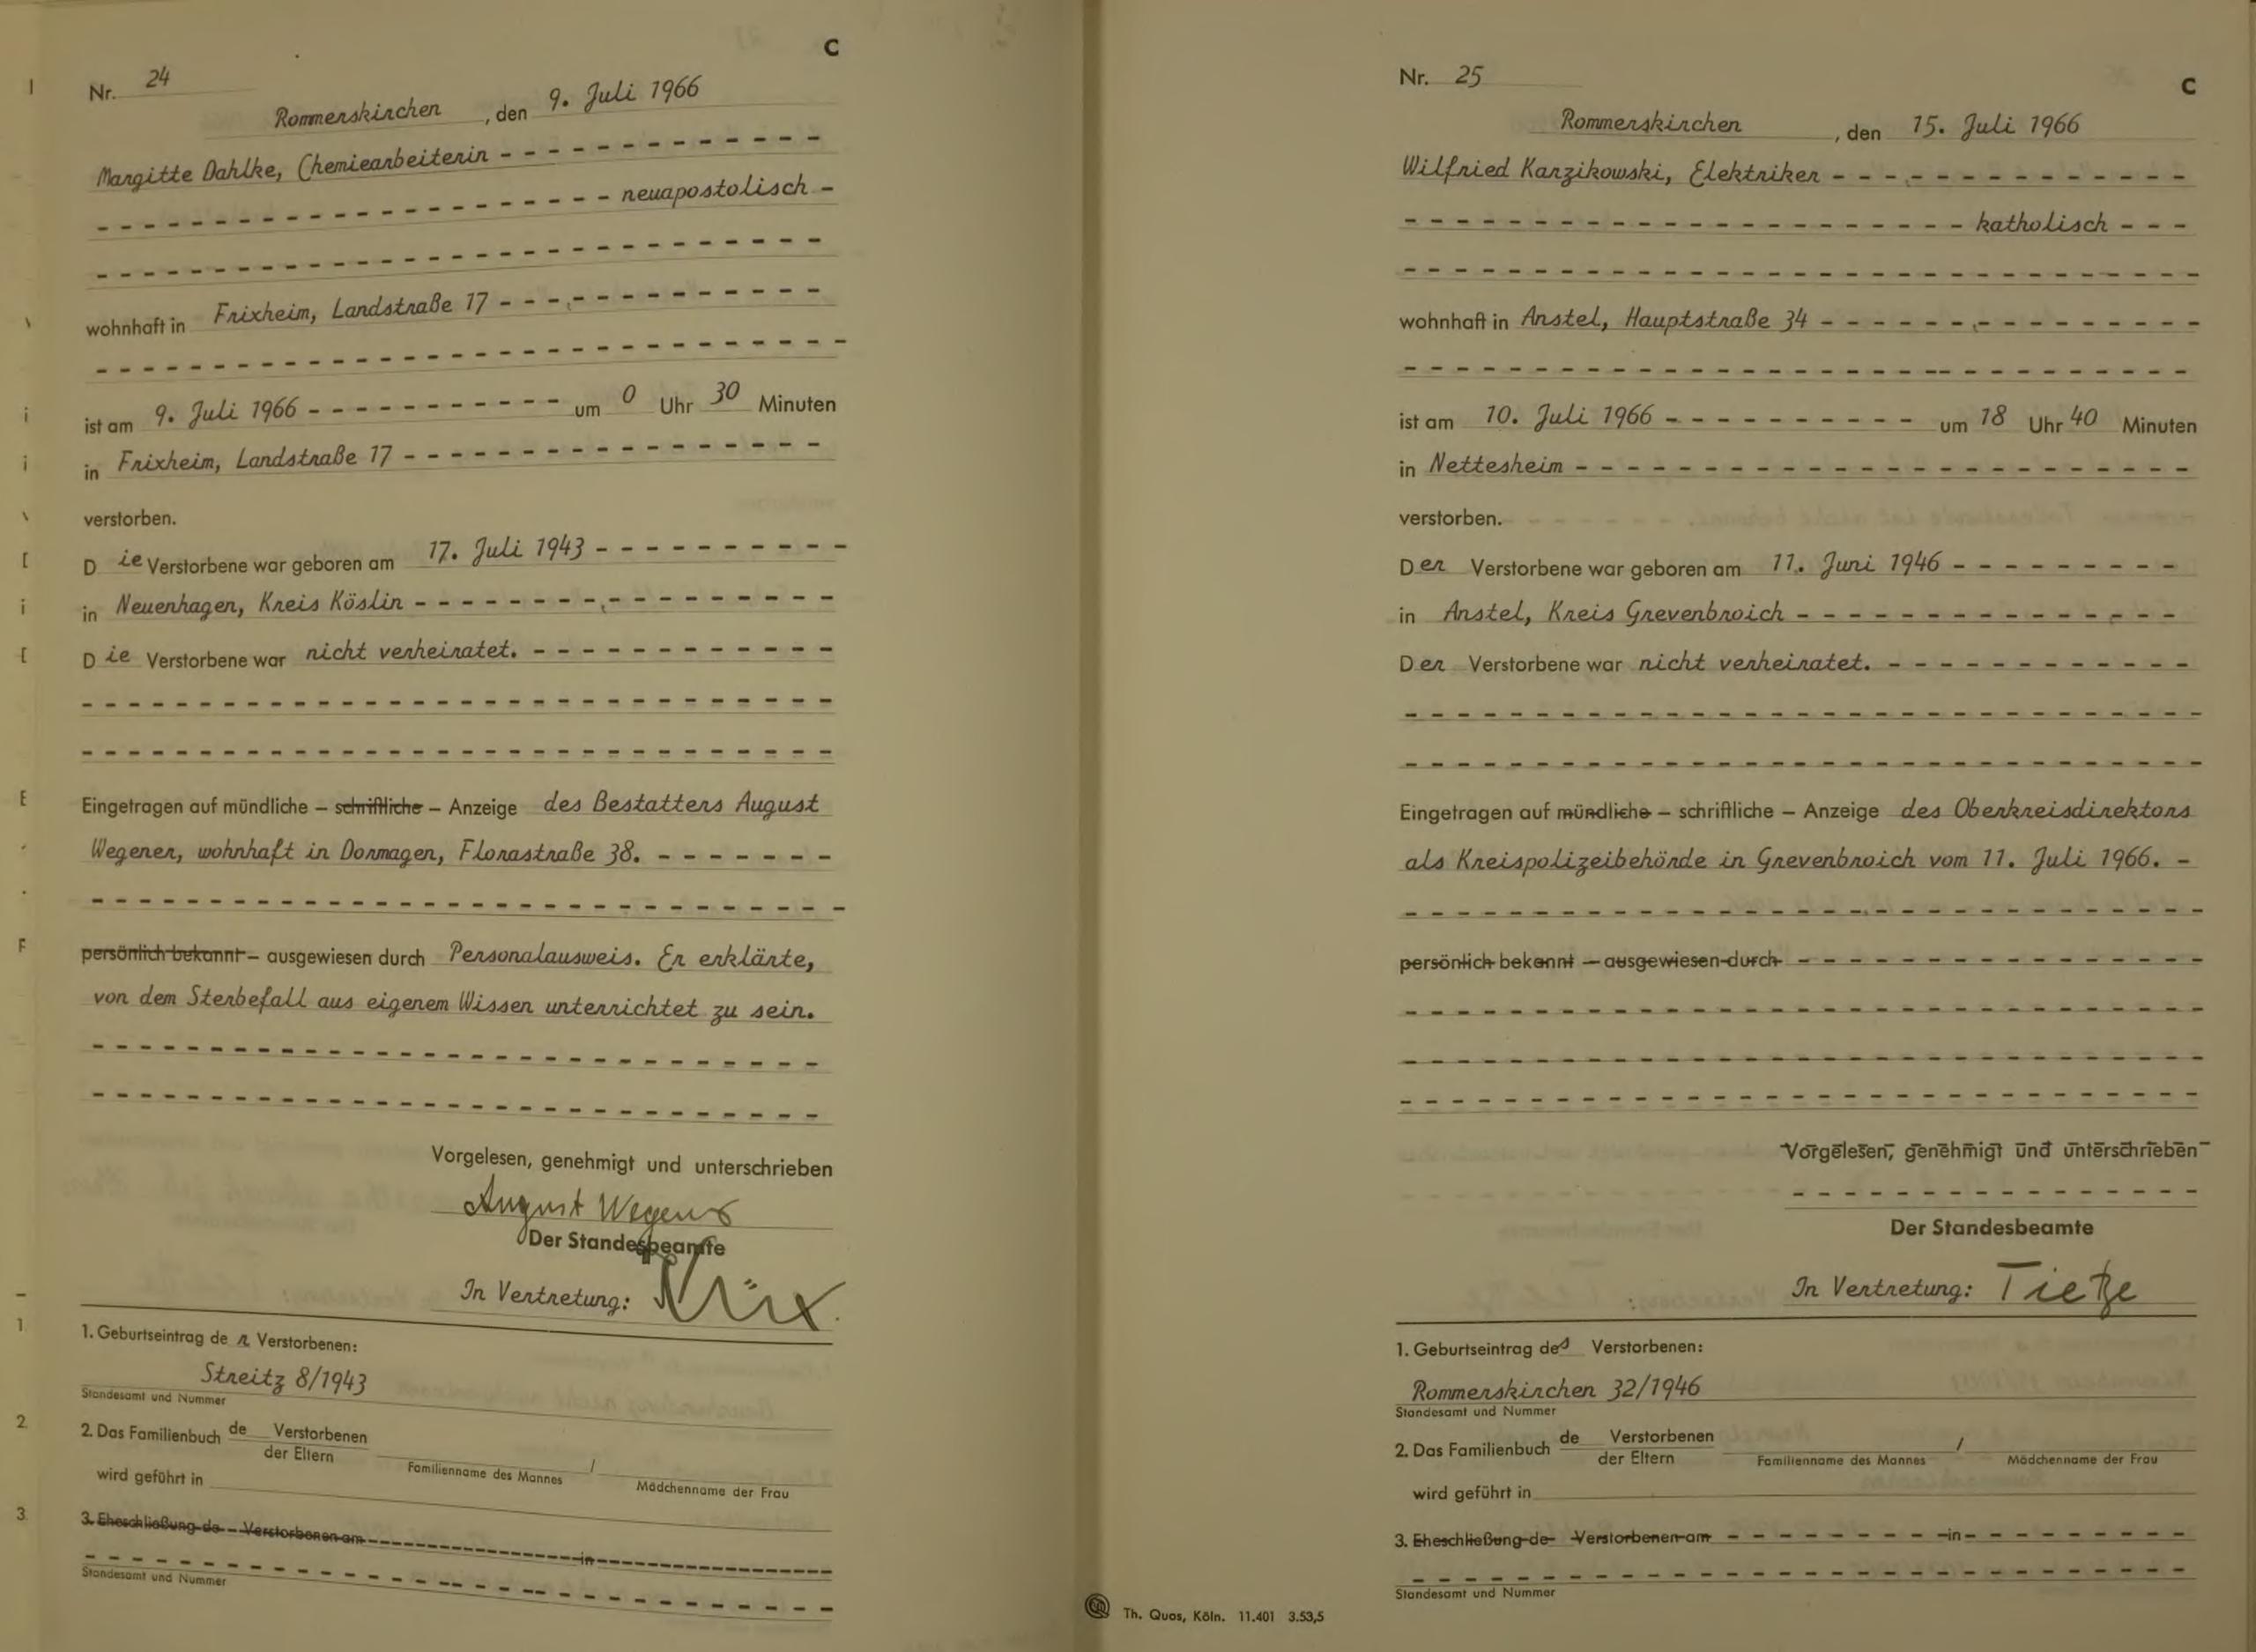 C
Nr. 24
Rommerskirchen, den 9. Juli 1966
Margitte Dahlke, Chemiearbeiterin
neuapostolisch
wohnhaft in Frixheim, Landstraße 17
ist am 9. Juli 1966 um 0 Uhr 30 Minuten
in Frixheim, Landstraße 17
verstorben.
Die Verstorbene war geboren am 17. Juli 1943
in Neuenhagen, Kreis Köslin
Die Verstorbene war nicht verheiratet.
Eingetragen auf mündliche – schriftliche – Anzeige des Bestatters August
Wegener, wohnhaft in Dormagen, Florastraße 38.
persönlich bekannt – ausgewiesen durch Personalausweis. Er erklärte,
von dem Sterbefall aus eigenem Wissen unterrichtet zu sein.
Vorgelesen, genehmigt und unterschrieben
August Wegener
Der Standesbeamte
In Vertretung:
1. Geburtseintrag der Verstorbenen:
Streitz 8/1943
Standesamt und Nummer
2. Das Familienbuch de Verstorbenen
der Eltern
Familienname des Mannes / Mädchenname der Frau
wird geführt in
3. Eheschließung de Verstorbenen am in
Standesamt und Nummer
Nr. 25
C
Rommerskirchen, den 15. Juli 1966
Wilfried Karzikowski, Elektriker
katholisch
wohnhaft in Anstel, Hauptstraße 34
ist am 10. Juli 1966 um 18 Uhr 40 Minuten
in Nettesheim
verstorben.
Der Verstorbene war geboren am 11. Juni 1946
in Anstel, Kreis Grevenbroich
Der Verstorbene war nicht verheiratet.
Eingetragen auf mündliche – schriftliche – Anzeige des Oberkreisdirektors
als Kreispolizeibehörde in Grevenbroich vom 11. Juli 1966.
persönlich bekannt – ausgewiesen durch
Vorgelesen, genehmigt und unterschrieben
Der Standesbeamte
In Vertretung: Tietze
1. Geburtseintrag des Verstorbenen:
Rommerskirchen 32/1946
Standesamt und Nummer
2. Das Familienbuch de Verstorbenen
der Eltern
Familienname des Mannes / Mädchenname der Frau
wird geführt in
3. Eheschließung de Verstorbenen am in
Standesamt und Nummer
Th. Quos, Köln. 11.401 3.53,5